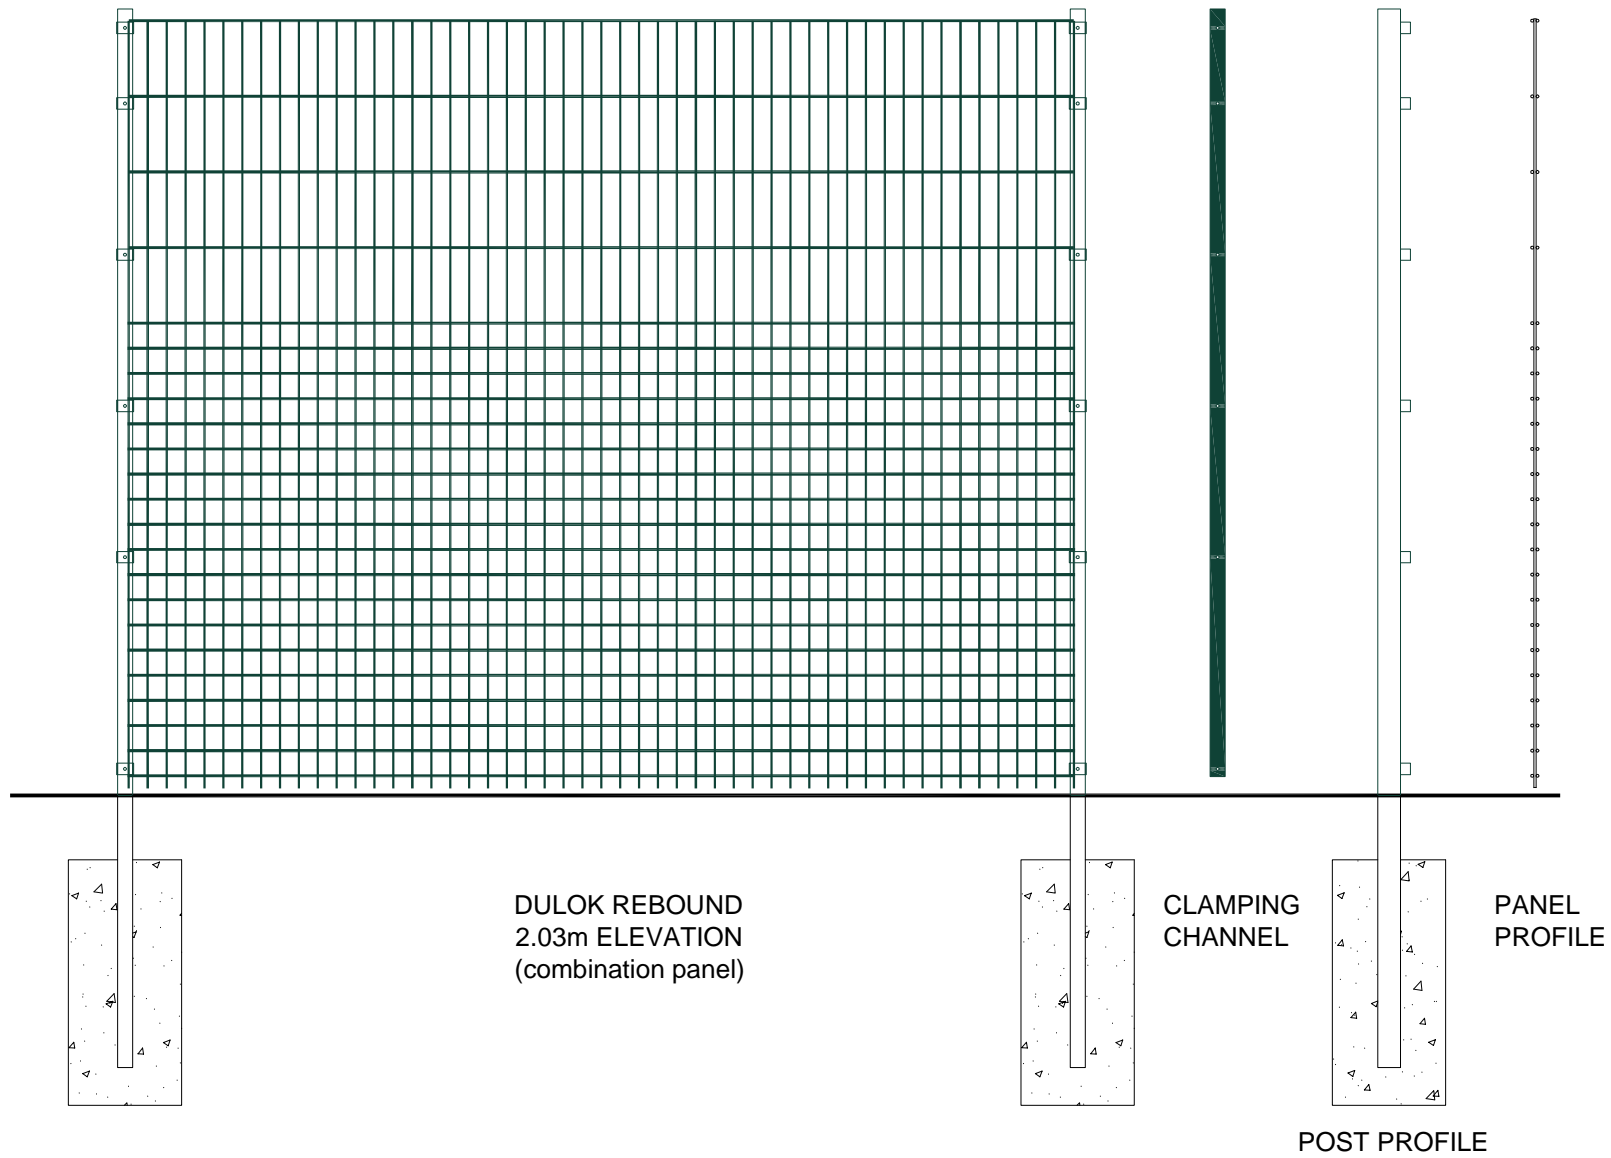 DULOK REBOUND
2.03m ELEVATION
(combination panel)
CLAMPING
CHANNEL
PANEL
PROFILE
POST PROFILE